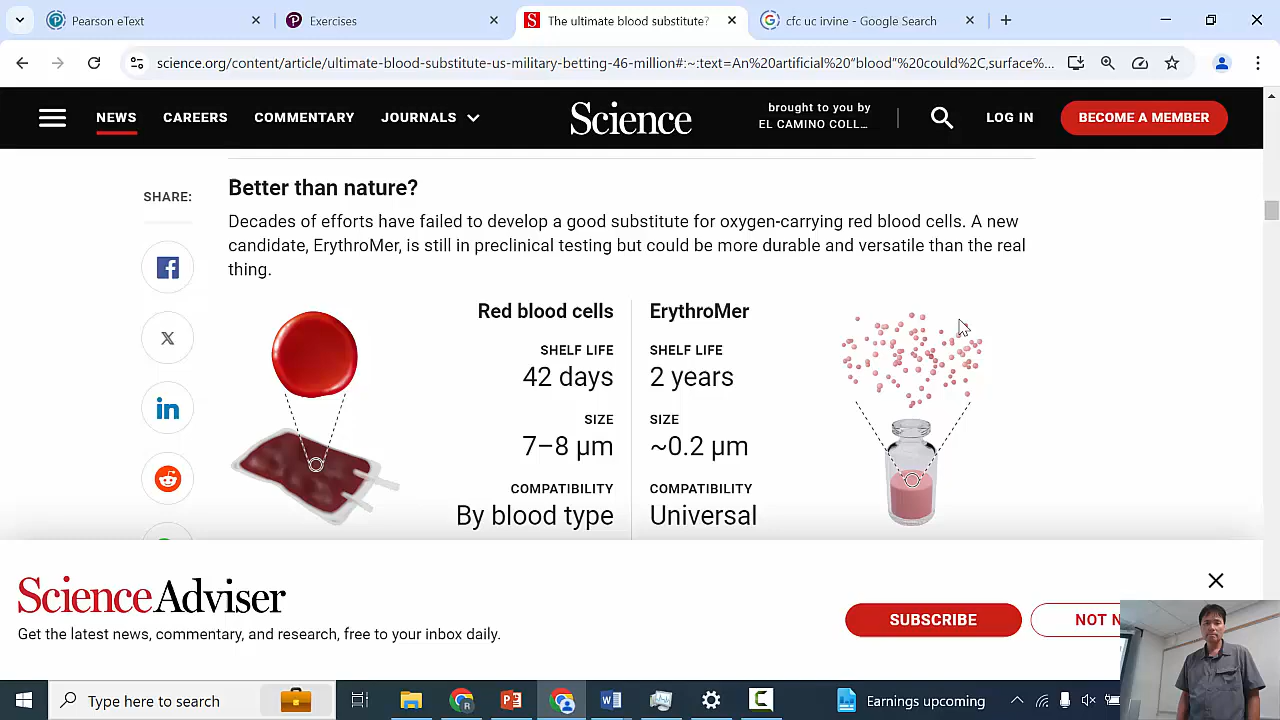 Pearson eText
Exercises
The ultimate blood substitute?
cfc uc irvine - Google Search
science.org/content/article/ultimate-blood-substitute-us-military-betting-46-million#:~:text=An%20artificial%20"blood"%20could%2C,surface%...
NEWS
CAREERS
COMMENTARY
JOURNALS
Science
brought to you by
EL CAMINO COLL...
LOG IN
BECOME A MEMBER
SHARE:
Better than nature?
Decades of efforts have failed to develop a good substitute for oxygen-carrying red blood cells. A new
candidate, ErythroMer, is still in preclinical testing but could be more durable and versatile than the real
thing.
Red blood cells
ErythroMer
SHELF LIFE
SHELF LIFE
42 days
2 years
SIZE
SIZE
7–8 µm
~0.2 µm
COMPATIBILITY
COMPATIBILITY
By blood type
Universal
ScienceAdviser
Get the latest news, commentary, and research, free to your inbox daily.
SUBSCRIBE
NOT N
Type here to search
Earnings upcoming